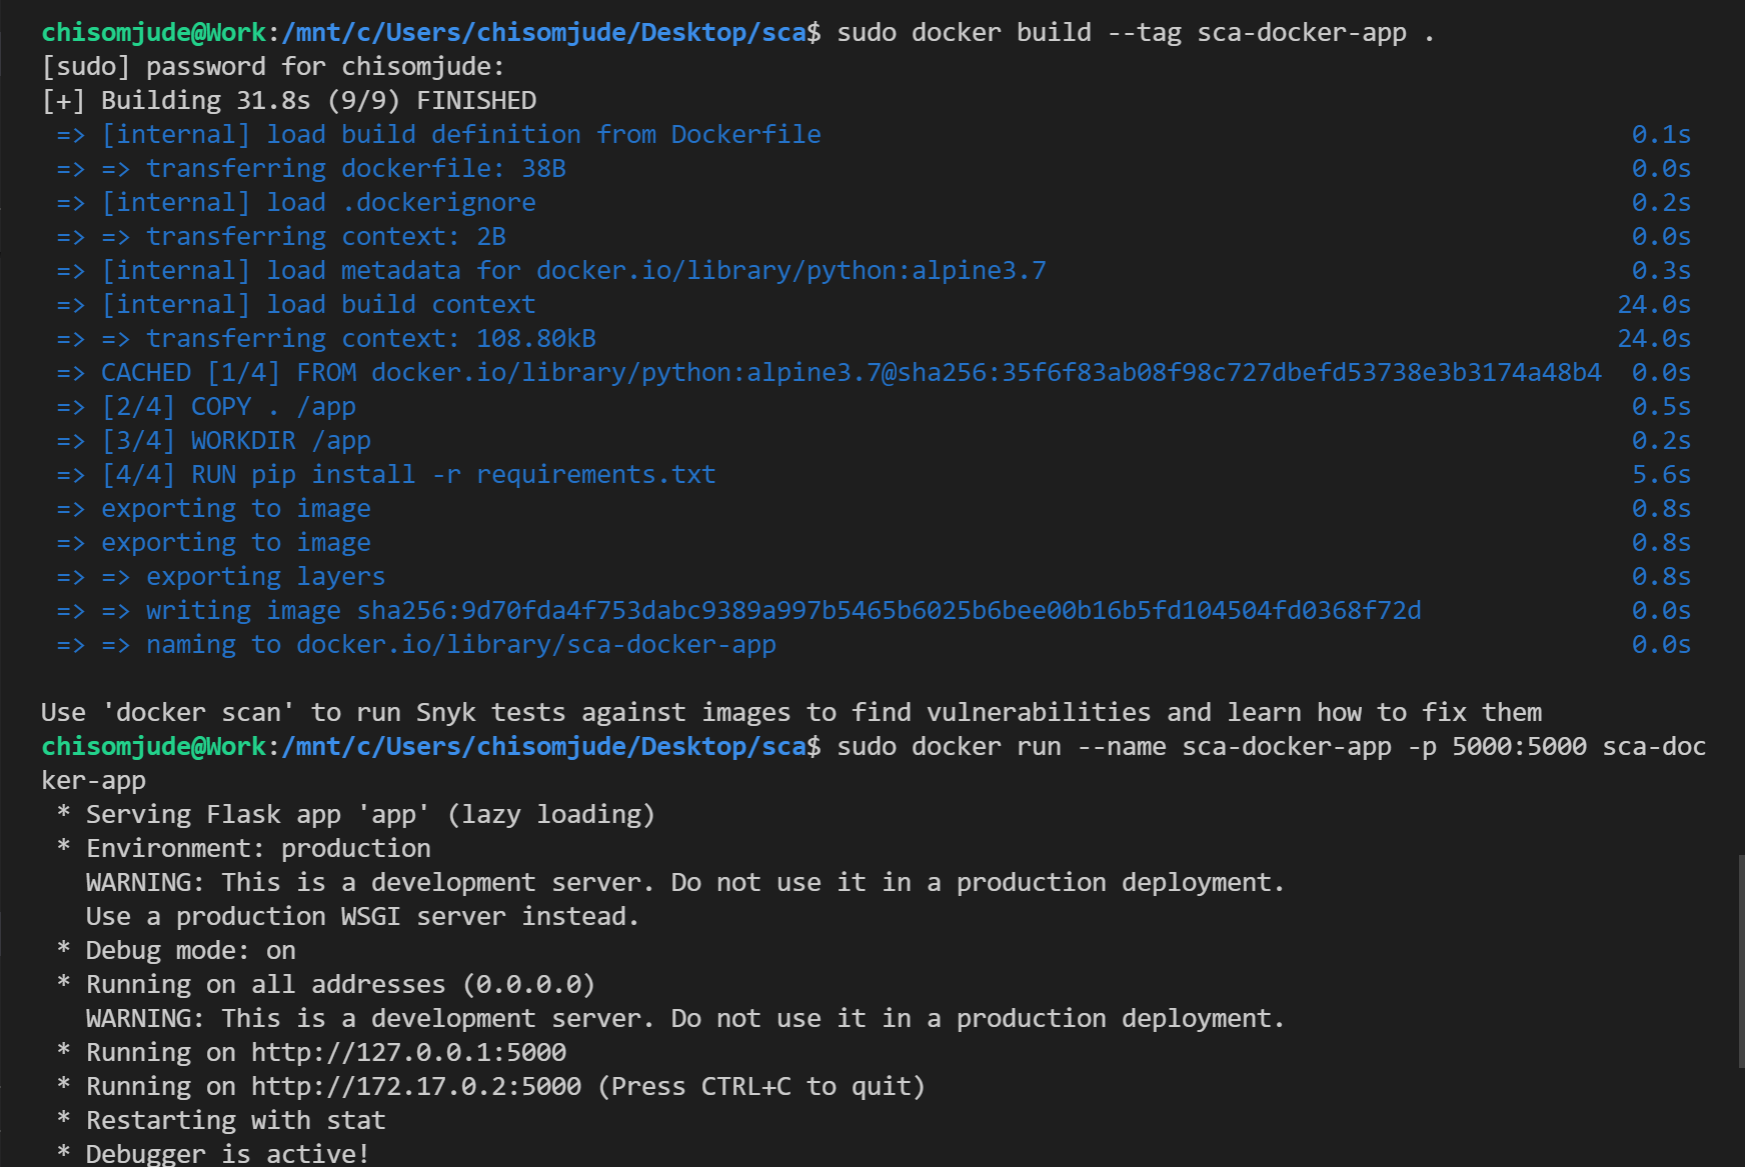 chisomjude@Work:/mnt/c/Users/chisomjude/Desktop/sca$ sudo docker build --tag sca-docker-app .
[sudo] password for chisomjude:
[+] Building 31.8s (9/9) FINISHED
=> [internal] load build definition from Dockerfile 0.1s
=> => transferring dockerfile: 38B 0.0s
=> [internal] load .dockerignore 0.2s
=> => transferring context: 2B 0.0s
=> [internal] load metadata for docker.io/library/python:alpine3.7 0.3s
=> [internal] load build context 24.0s
=> => transferring context: 108.80kB 24.0s
=> CACHED [1/4] FROM docker.io/library/python:alpine3.7@sha256:35f6f83ab08f98c727dbefd53738e3b3174a48b4 0.0s
=> [2/4] COPY . /app 0.5s
=> [3/4] WORKDIR /app 0.2s
=> [4/4] RUN pip install -r requirements.txt 5.6s
=> exporting to image 0.8s
=> exporting to image 0.8s
=> => exporting layers 0.8s
=> => writing image sha256:9d70fda4f753dabc9389a997b5465b6025b6bee00b16b5fd104504fd0368f72d 0.0s
=> => naming to docker.io/library/sca-docker-app 0.0s
Use 'docker scan' to run Snyk tests against images to find vulnerabilities and learn how to fix them
chisomjude@Work:/mnt/c/Users/chisomjude/Desktop/sca$ sudo docker run --name sca-docker-app -p 5000:5000 sca-doc
ker-app
* Serving Flask app 'app' (lazy loading)
* Environment: production
WARNING: This is a development server. Do not use it in a production deployment.
Use a production WSGI server instead.
* Debug mode: on
* Running on all addresses (0.0.0.0)
WARNING: This is a development server. Do not use it in a production deployment.
* Running on http://127.0.0.1:5000
* Running on http://172.17.0.2:5000 (Press CTRL+C to quit)
* Restarting with stat
* Debugger is active!